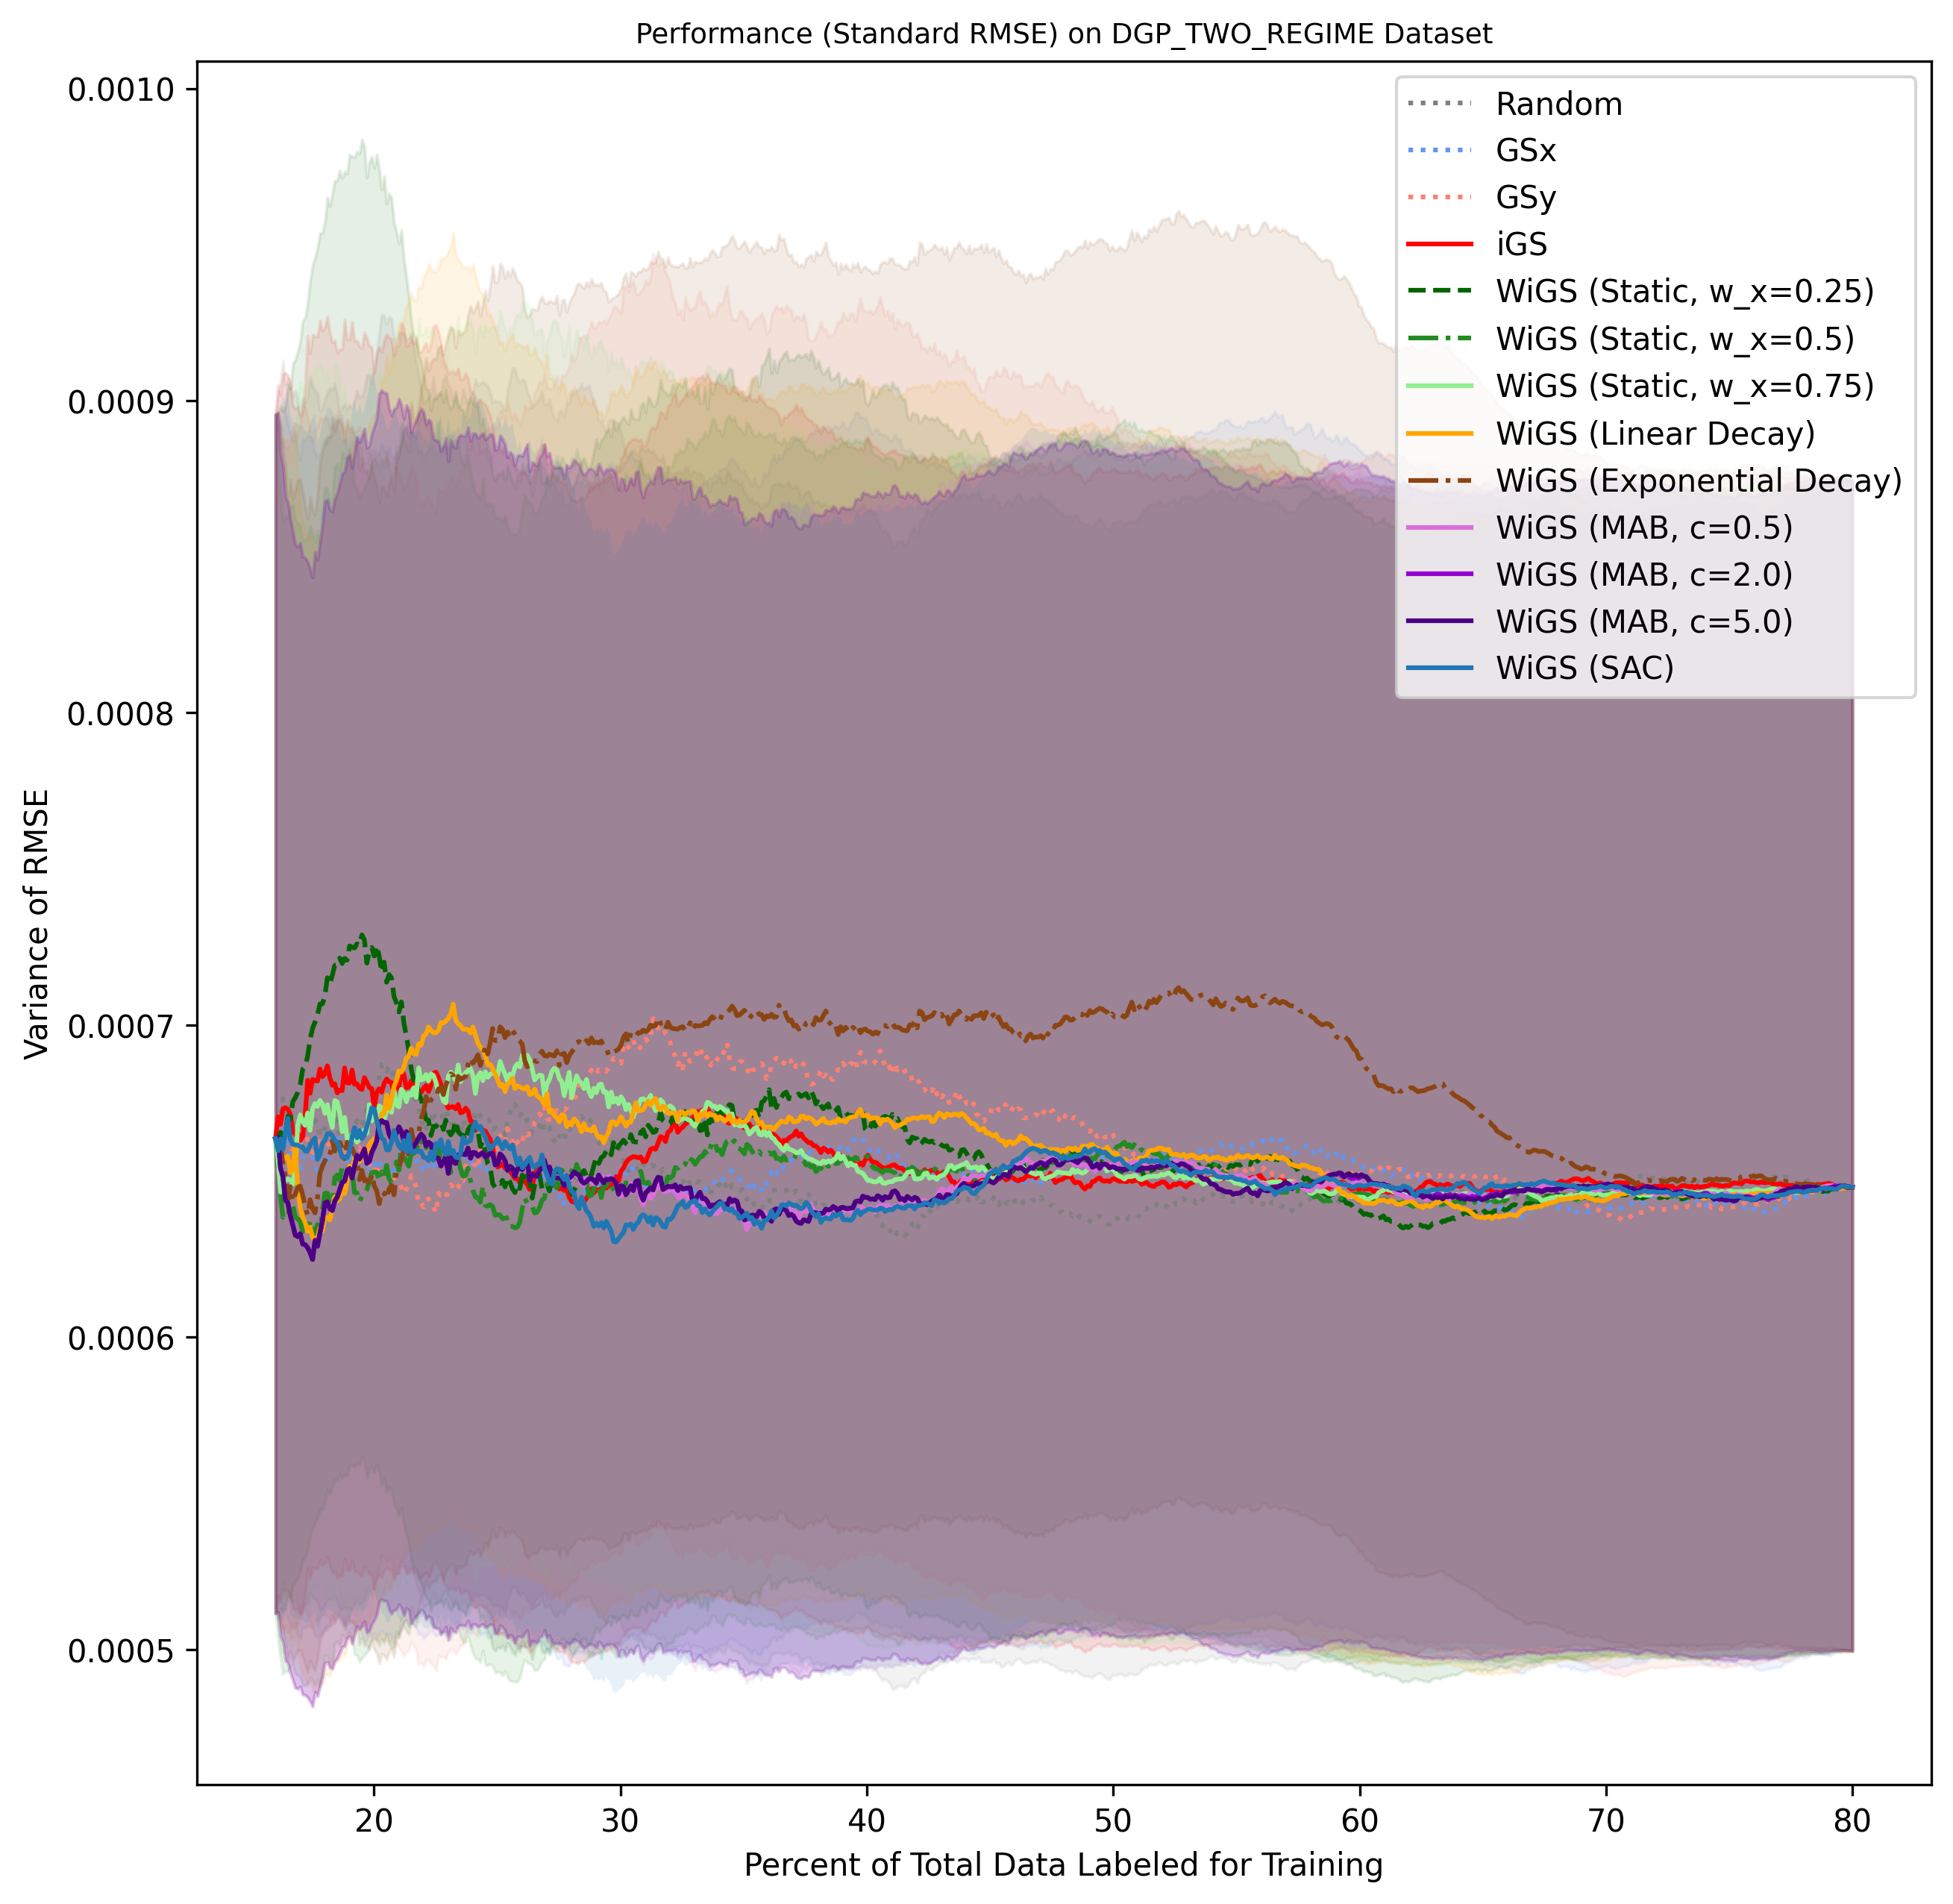 Performance (Standard RMSE) on DGP_TWO_REGIME Dataset
0.0010
0.0009
0.0008
0.0007
0.0006
0.0005
Variance of RMSE
Random
GSx
GSy
iGS
WiGS (Static, w_x=0.25)
WiGS (Static, w_x=0.5)
WiGS (Static, w_x=0.75)
WiGS (Linear Decay)
WiGS (Exponential Decay)
WiGS (MAB, c=0.5)
WiGS (MAB, c=2.0)
WiGS (MAB, c=5.0)
WiGS (SAC)
20 30 40 50 60 70 80
Percent of Total Data Labeled for Training